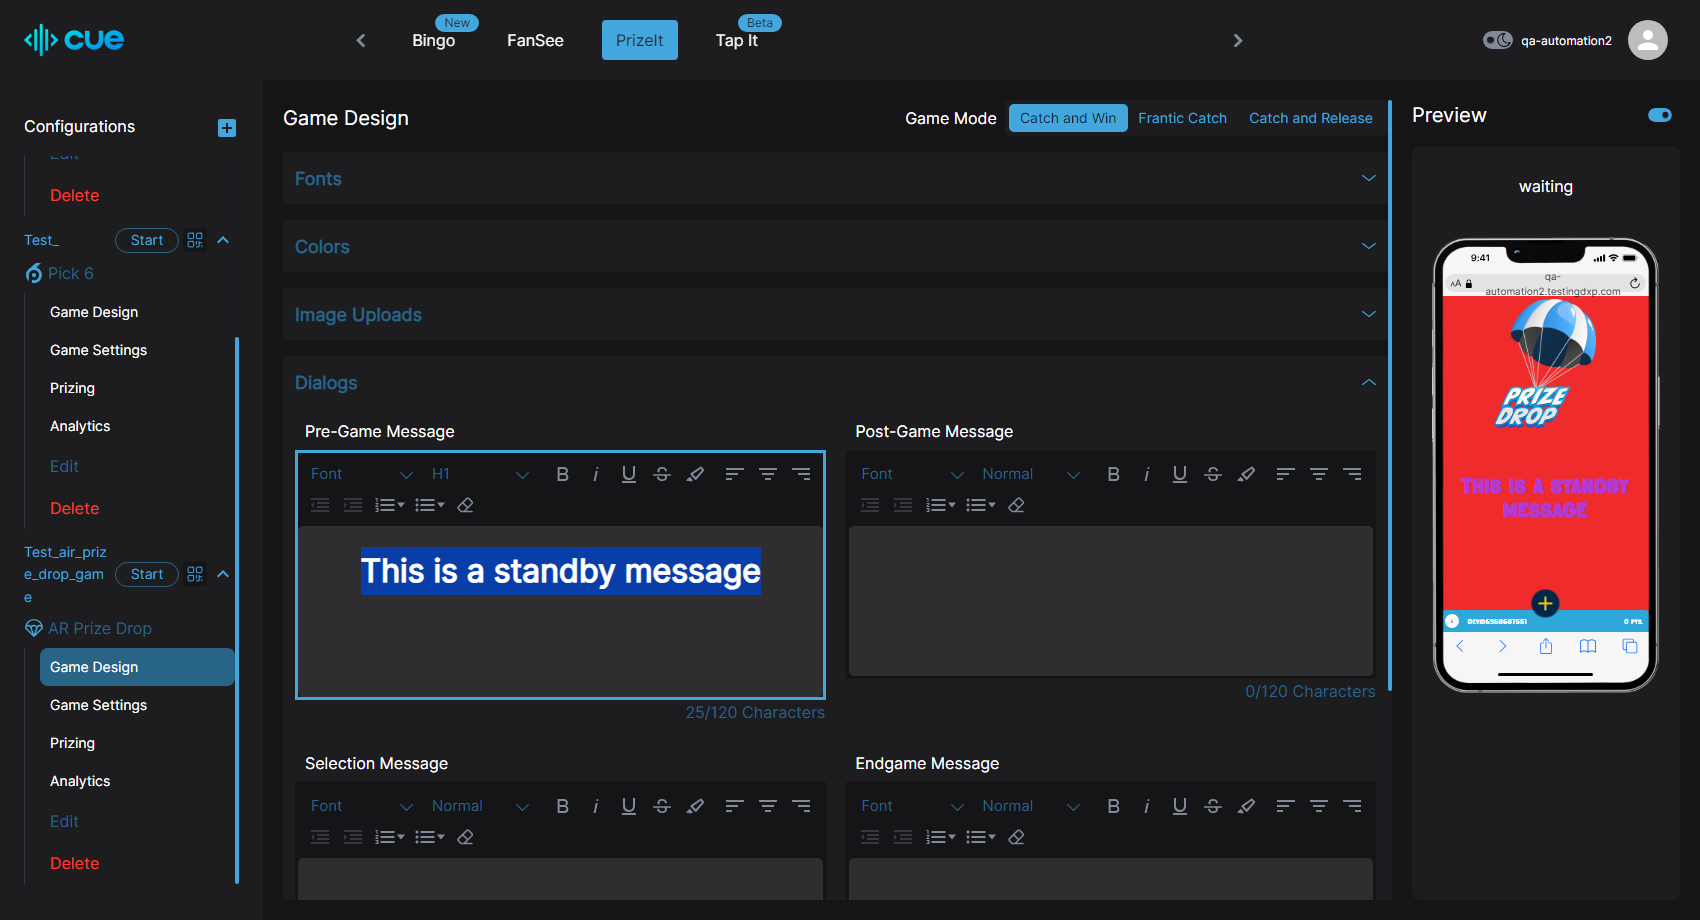 cue
New
Beta
Bingo
FanSee
PrizeIt
Tap It
qa-automation2
Configurations
Delete
Test_
Start
Pick 6
Game Design
Game Settings
Prizing
Analytics
Edit
Delete
Test_air_priz
e_drop_gam
e
Start
AR Prize Drop
Game Design
Game Settings
Prizing
Analytics
Edit
Delete
Game Design
Game Mode
Catch and Win
Frantic Catch
Catch and Release
Fonts
Colors
Image Uploads
Dialogs
Pre-Game Message
Font
H1
This is a standby message
25/120 Characters
Post-Game Message
Font
Normal
0/120 Characters
Selection Message
Font
Normal
Endgame Message
Font
Normal
Preview
waiting
9:41
qa-
AA
automation2.testingdxp.com
PRIZE
DROP
THIS IS A STANDBY
MESSAGE
0 PTS.